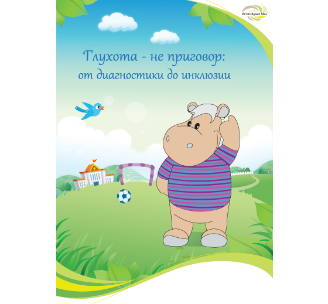 Глухота - не приговор:
от диагностики до инклюзии